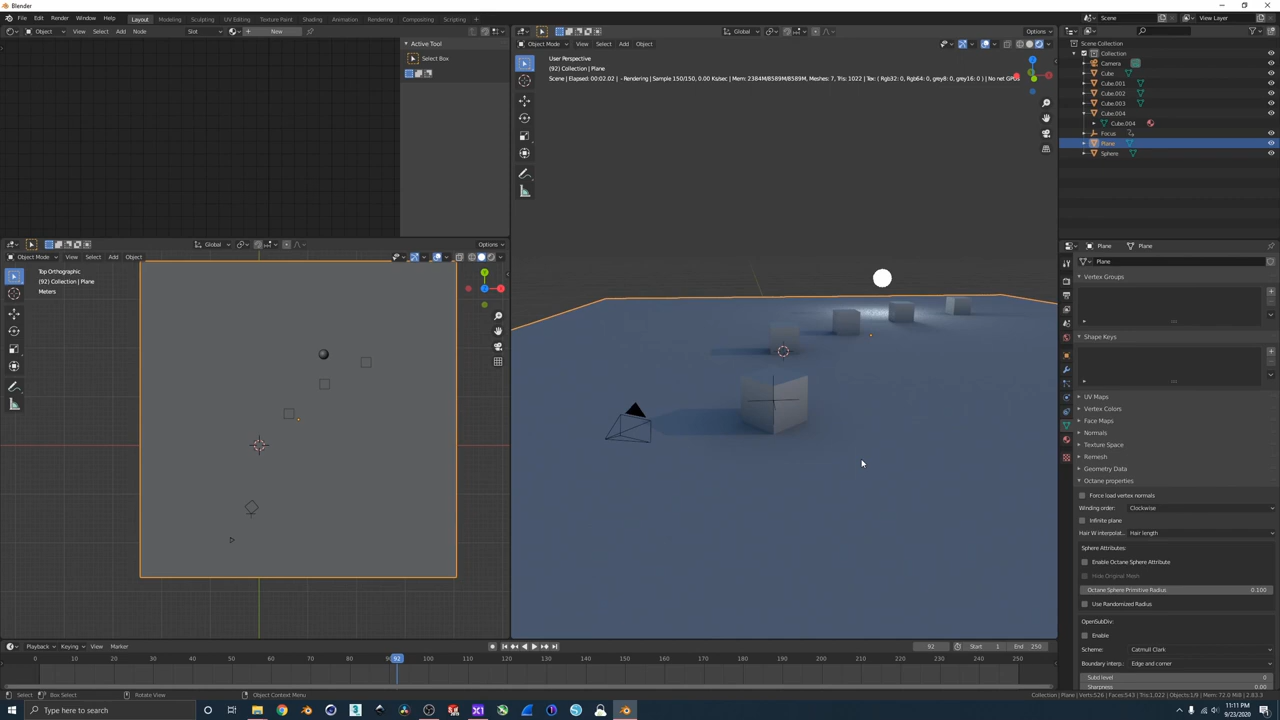 Blender
File Edit Render Window Help Layout Modeling Sculpting UV Editing Texture Paint Shading Animation Rendering Compositing Scripting Scene View Layer
Object View Select Add Node Slot New
Active Tool
Select Box
Global Options
Object Mode View Select Add Object
User Perspective
(92) Collection | Plane
Scene | Elapsed: 00:02.02 | - Rendering | Sample 150/150, 0.00 Ks/sec | Mem: 2384M/8589M/8589M, Meshes: 7, Tris: 1022 | Tex: ( Rgb32: 0, Rgb64: 0, grey8: 0, grey16: 0 ) | No net GPUs
Scene Collection
Collection
Camera
Cube
Cube.001
Cube.002
Cube.003
Cube.004
Cube.004
Focus
Plane
Sphere
Global Options
Object Mode View Select Add Object
Top Orthographic
(92) Collection | Plane
Meters
Plane Plane
Plane
Vertex Groups
Shape Keys
UV Maps
Vertex Colors
Face Maps
Normals
Texture Space
Remesh
Geometry Data
Octane properties
Force load vertex normals
Winding order: Clockwise
Infinite plane
Hair W interpolat.. Hair length
Sphere Attributes:
Enable Octane Sphere Attribute
Hide Original Mesh
Octane Sphere Primitive Radius 0.100
Use Randomized Radius
OpenSubDiv:
Enable
Scheme: Catmull Clark
Boundary interp.: Edge and corner
Subd level 0
Sharpness 0.00
Playback Keying View Marker 92 Start 1 End 250
0 10 20 30 40 50 60 70 80 92 100 110 120 130 140 150 160 170 180 190 200 210 220 230 240 250
Select Box Select Rotate View Object Context Menu Collection | Plane | Verts:526 | Faces:543 | Tris:1,022 | Objects:1/9 | Mem: 72.0 MiB | 2.83.3
Type here to search
11:11 PM
9/23/2020